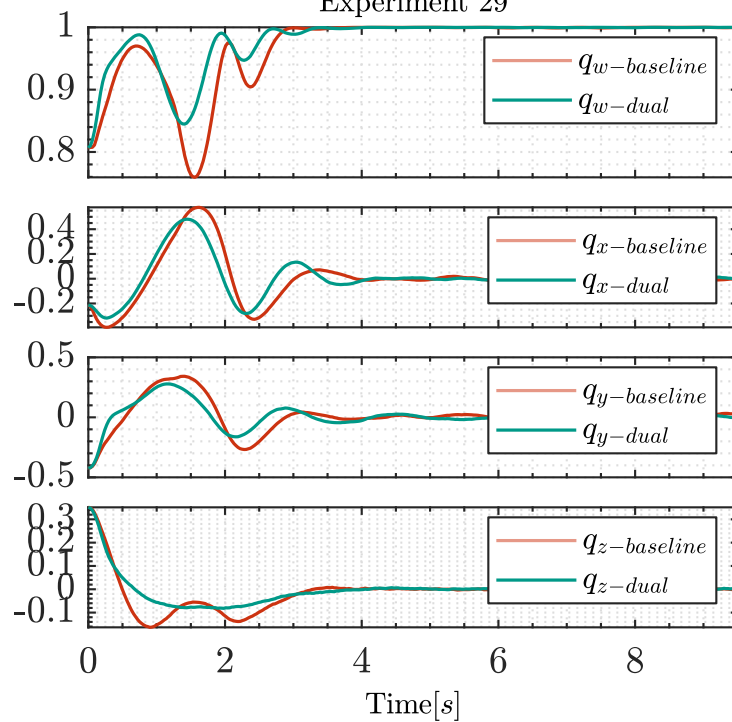 Experiment 29
1
0.9
0.8
q_{w-baseline}
q_{w-dual}
0.4
0.2
0
-0.2
q_{x-baseline}
q_{x-dual}
0.5
0
-0.5
q_{y-baseline}
q_{y-dual}
0.3
0.2
0.1
0
-0.1
q_{z-baseline}
q_{z-dual}
0 2 4 6 8
Time[s]